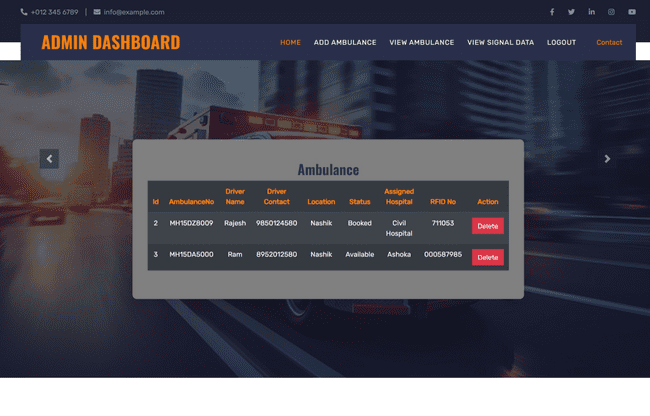 +012 345 6789 | info@example.com
ADMIN DASHBOARD HOME ADD AMBULANCE VIEW AMBULANCE VIEW SIGNAL DATA LOGOUT Contact
Ambulance
Id AmbulanceNo Driver Name Driver Contact Location Status Assigned Hospital RFID No Action
2 MH15DZ8009 Rajesh 9850124580 Nashik Booked Civil Hospital 711053 Delete
3 MH15DA5000 Ram 8952012580 Nashik Available Ashoka 000587985 Delete